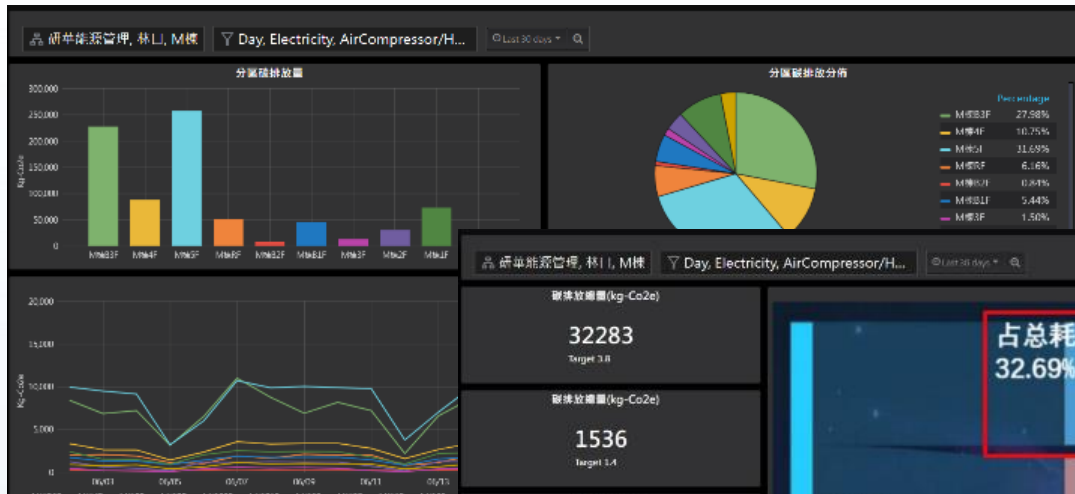 研華能源管理, 林口, M棟
Day, Electricity, AirCompressor/H...
Last 30 days
分區碳排放量
300,000
250,000
200,000
150,000
100,000
50,000
0
Kg-Co2e
M棟B3F M棟4F M棟5F M棟RF M棟B2F M棟B1F M棟3F M棟2F M棟1F
分區碳排放分佈
Percentage
M棟B3F 27.98%
M棟4F 10.75%
M棟5F 31.69%
M棟RF 6.16%
M棟B2F 0.84%
M棟B1F 5.44%
M棟3F 1.50%
20,000
15,000
10,000
5,000
0
Kg-Co2e
06/03 06/05 06/07 06/09 06/11 06/13
研華能源管理, 林口, M棟
Day, Electricity, AirCompressor/H...
Last 30 days
碳排放總量(kg-Co2e)
32283
Target 3.8
碳排放總量(kg-Co2e)
1536
Target 1.4
占总耗
32.69%